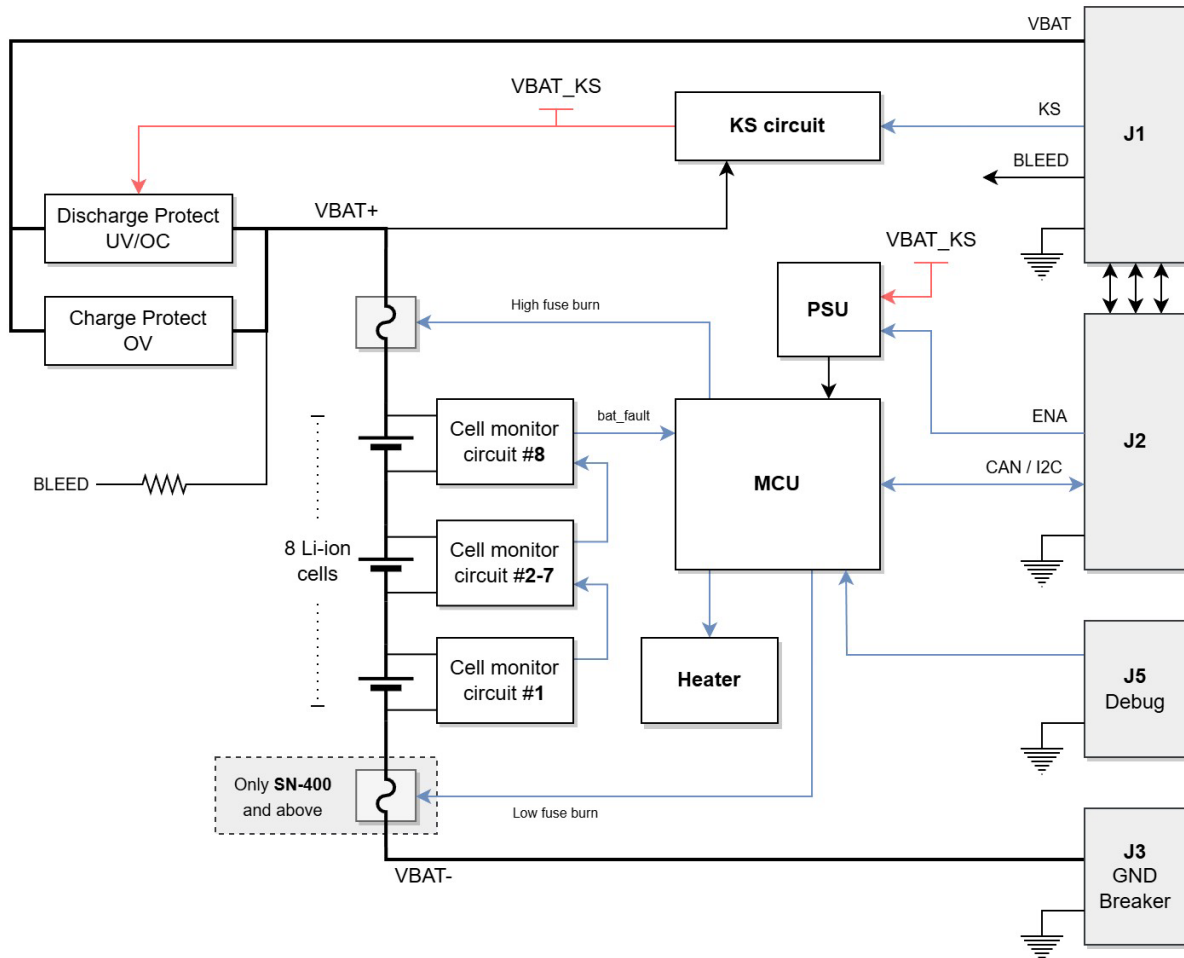 VBAT
VBAT_KS
KS circuit
KS
J1
BLEED
Discharge Protect
UV/OC
VBAT+
VBAT_KS
PSU
Charge Protect
OV
High fuse burn
Cell monitor
circuit #8
bat_fault
MCU
ENA
J2
CAN / I2C
BLEED
8 Li-ion
cells
Cell monitor
circuit #2-7
Cell monitor
circuit #1
Heater
J5
Debug
Only SN-400
and above
Low fuse burn
VBAT-
J3
GND
Breaker